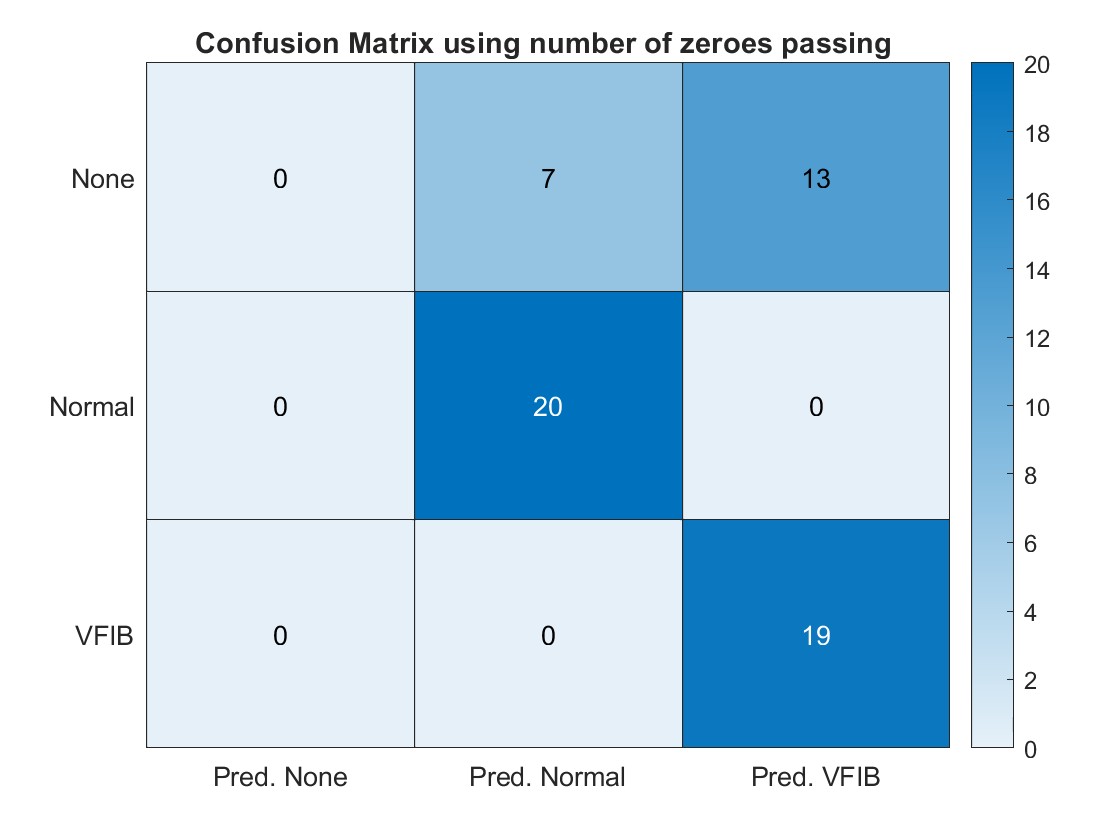 Confusion Matrix using number of zeroes passing
None 0 7 13
Normal 0 20 0
VFIB 0 0 19
Pred. None Pred. Normal Pred. VFIB
20
18
16
14
12
10
8
6
4
2
0